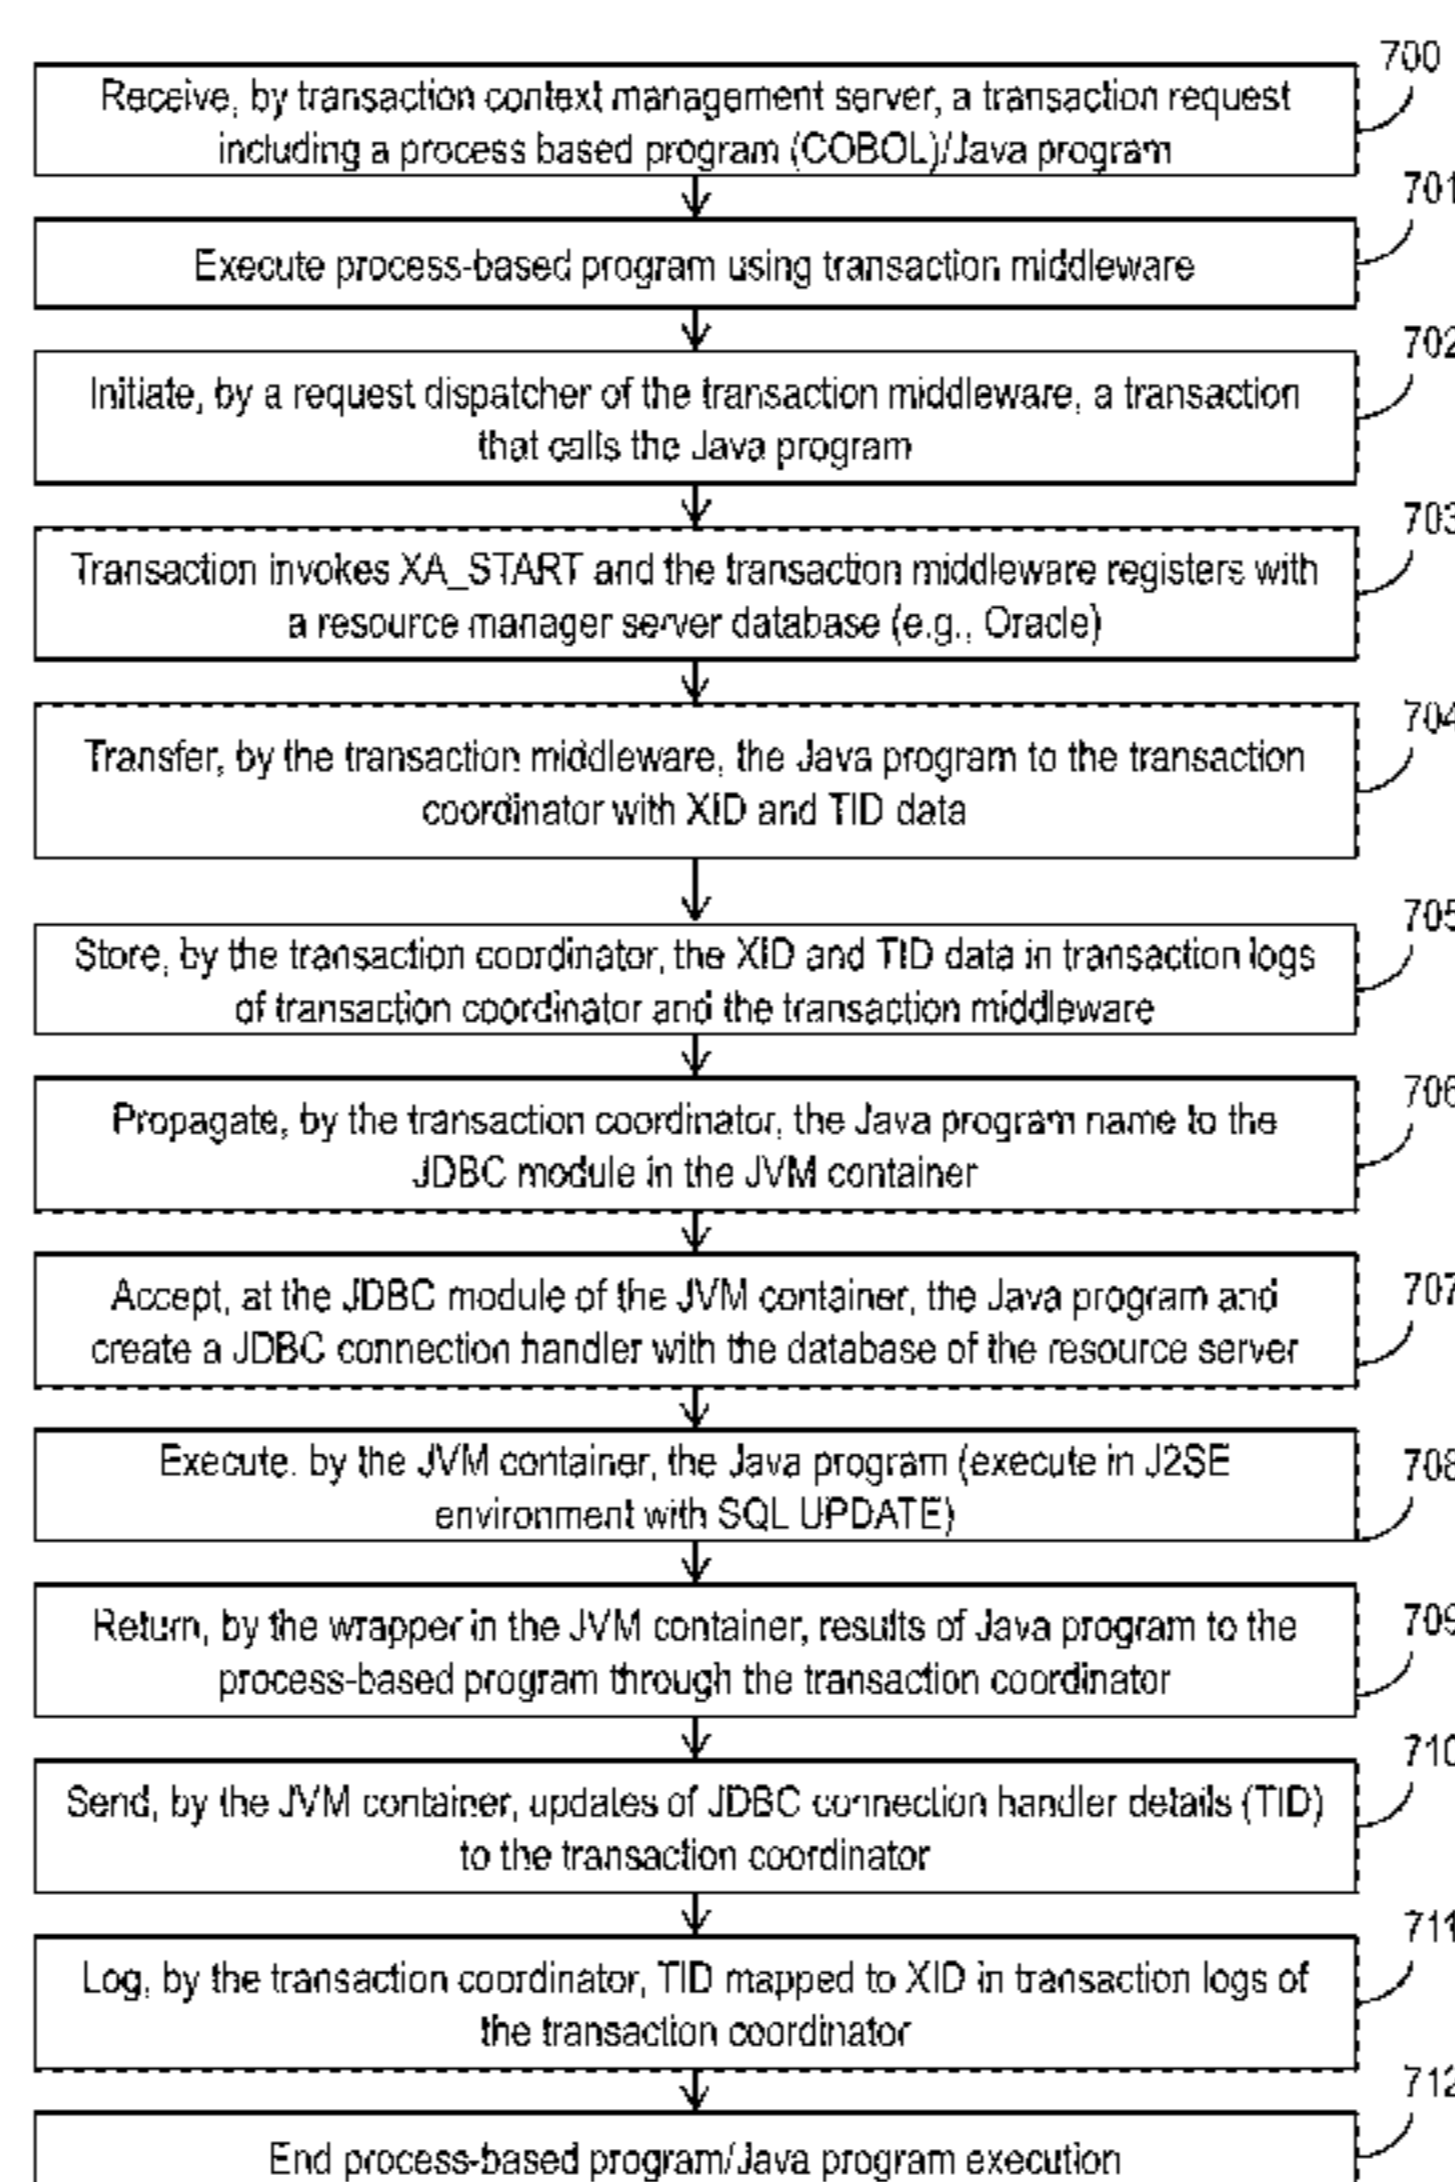 700
Receive, by transaction context management server, a transaction request
including a process based program (COBOL)/Java program
701
Execute process-based program using transaction middleware
702
Initiate, by a request dispatcher of the transaction middleware, a transaction
that calls the Java program
703
Transaction invokes XA_START and the transaction middleware registers with
a resource manager server database (e.g., Oracle)
704
Transfer, by the transaction middleware, the Java program to the transaction
coordinator with XID and TID data
705
Store, by the transaction coordinator, the XID and TID data in transaction logs
of transaction coordinator and the transaction middleware
706
Propagate, by the transaction coordinator, the Java program name to the
JDBC module in the JVM container
707
Accept, at the JDBC module of the JVM container, the Java program and
create a JDBC connection handler with the database of the resource server
708
Execute. by the JVM container, the Java program (execute in J2SE
environment with SQL UPDATE)
709
Return, by the wrapper in the JVM container, results of Java program to the
process-based program through the transaction coordinator
710
Send, by the JVM container, updates of JDBC connection handler details (TID)
to the transaction coordinator
711
Log, by the transaction coordinator, TID mapped to XID in transaction logs of
the transaction coordinator
712
End process-based program/Java program execution